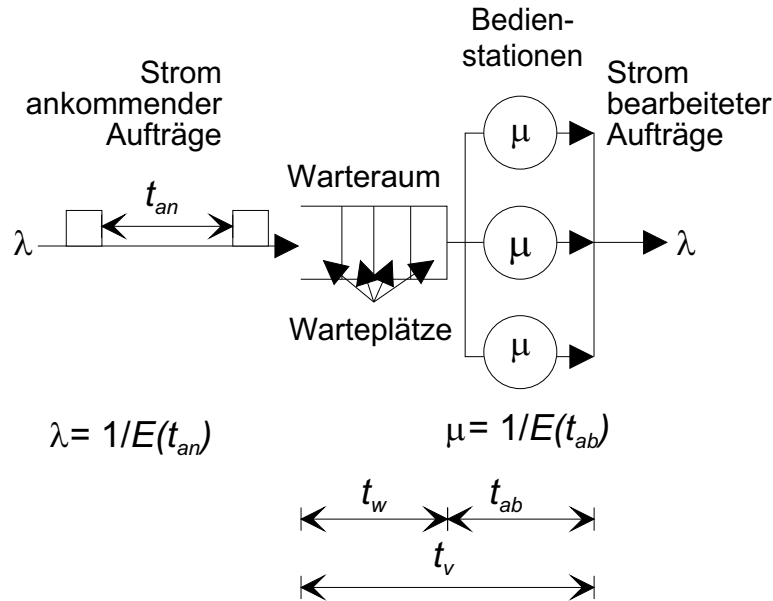 Bedien-
stationen
Strom
ankommender
Aufträge
Strom
bearbeiteter
Aufträge
μ
Warteraum
t_an
λ
μ
λ
Warteplätze
μ
λ= 1/E(t_an)
μ= 1/E(t_ab)
t_w
t_ab
t_v